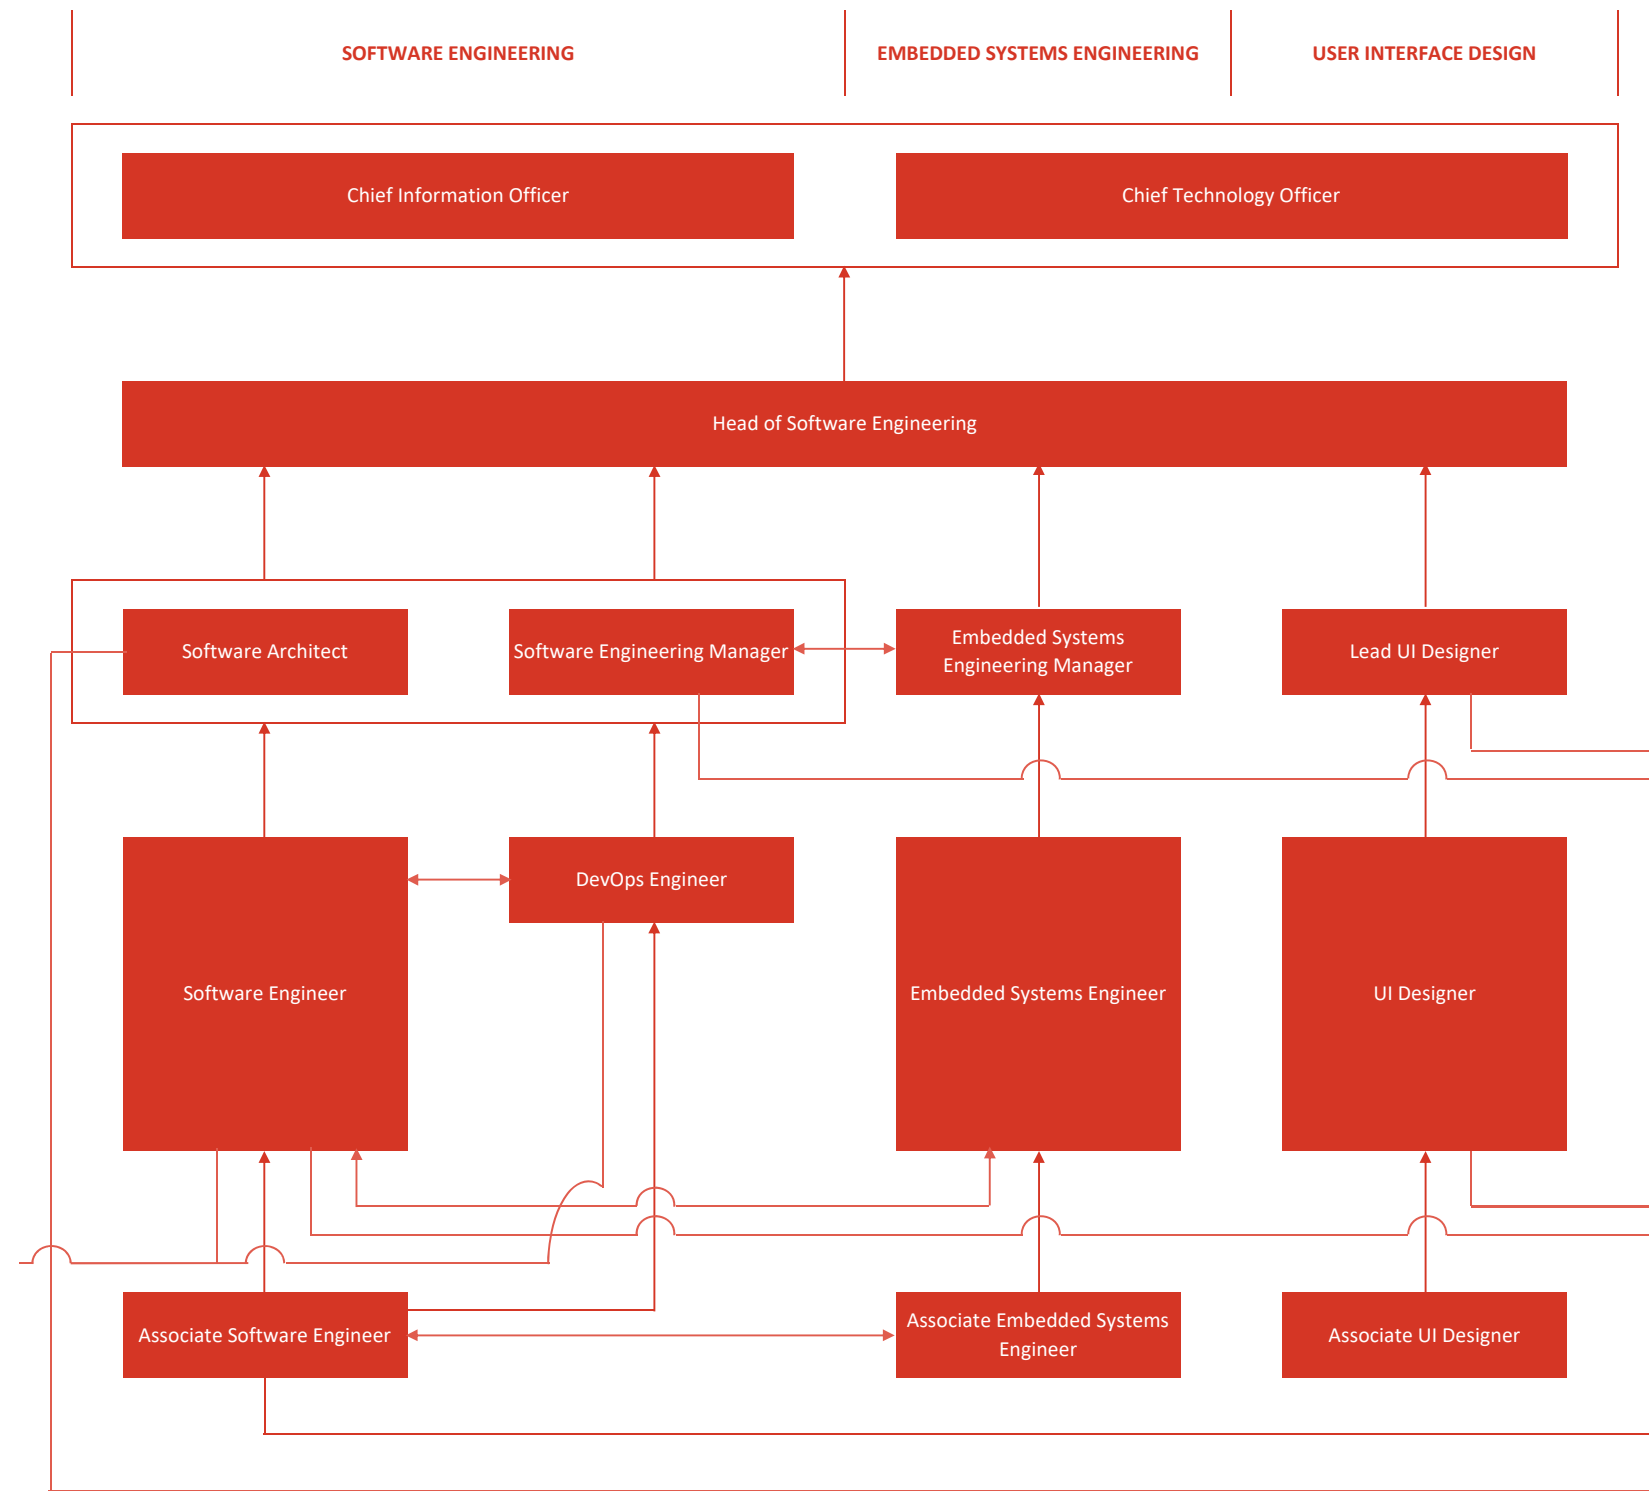 SOFTWARE ENGINEERING
EMBEDDED SYSTEMS ENGINEERING
USER INTERFACE DESIGN
Chief Information Officer
Chief Technology Officer
Head of Software Engineering
Software Architect
Software Engineering Manager
Embedded Systems
Engineering Manager
Lead UI Designer
DevOps Engineer
Software Engineer
Embedded Systems Engineer
UI Designer
Associate Software Engineer
Associate Embedded Systems
Engineer
Associate UI Designer